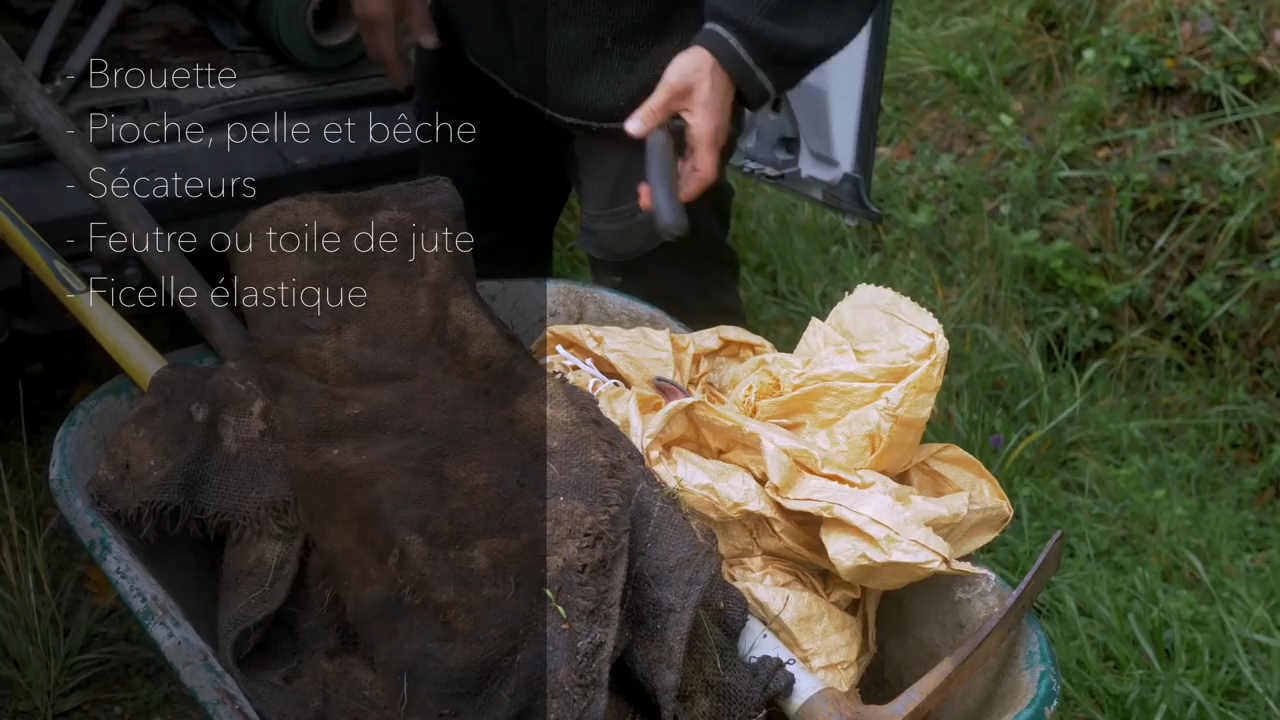 - Brouette
- Pioche, pelle et bêche
- Sécateurs
- Feutre ou toile de jute
- Ficelle élastique